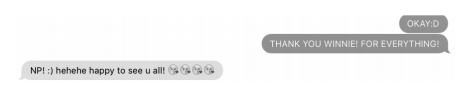 OKAY:D
THANK YOU WINNIE! FOR EVERYTHING!
NP! :) hehehe happy to see u all! 😘😘😘😘